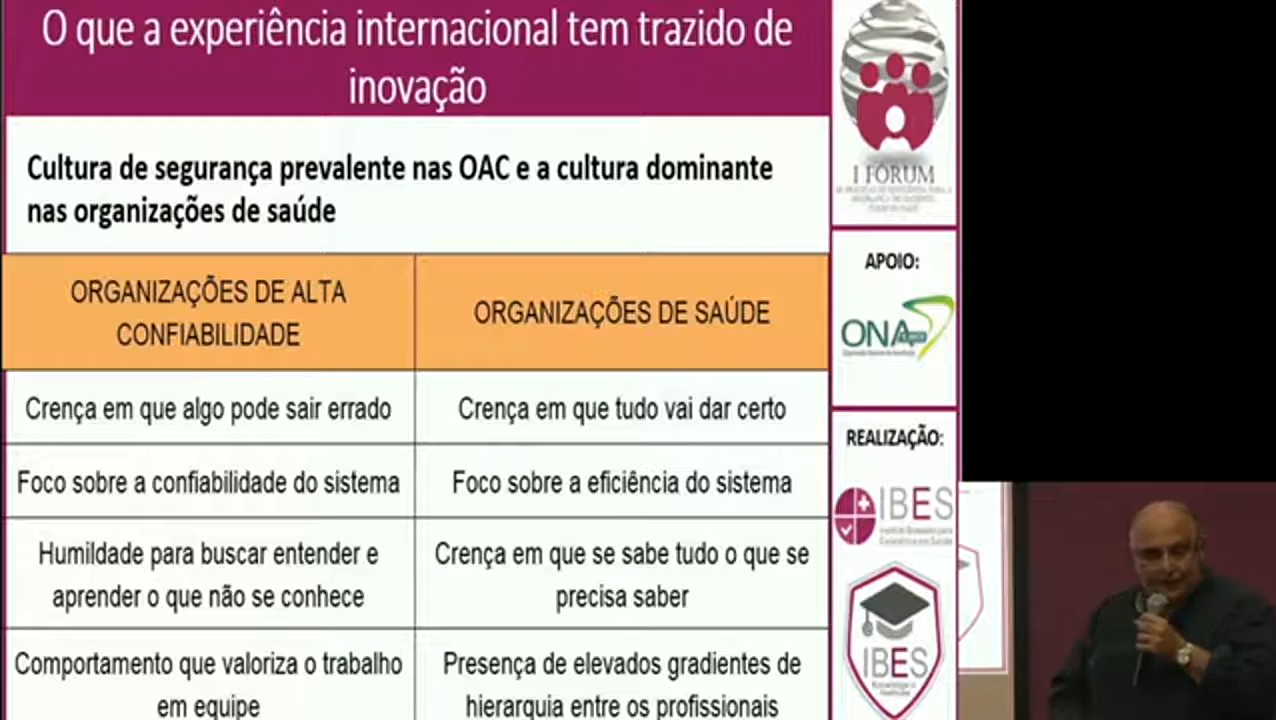 O que a experiência internacional tem trazido de
inovação
Cultura de segurança prevalente nas OAC e a cultura dominante
nas organizações de saúde
ORGANIZAÇÕES DE ALTA
CONFIABILIDADE
ORGANIZAÇÕES DE SAÚDE
Crença em que algo pode sair errado
Crença em que tudo vai dar certo
Foco sobre a confiabilidade do sistema
Foco sobre a eficiência do sistema
Humildade para buscar entender e
aprender o que não se conhece
Crença em que se sabe tudo o que se
precisa saber
Comportamento que valoriza o trabalho
em equipe
Presença de elevados gradientes de
hierarquia entre os profissionais
I FÓRUM
APOIO:
ONA
REALIZAÇÃO:
IBES
IBES